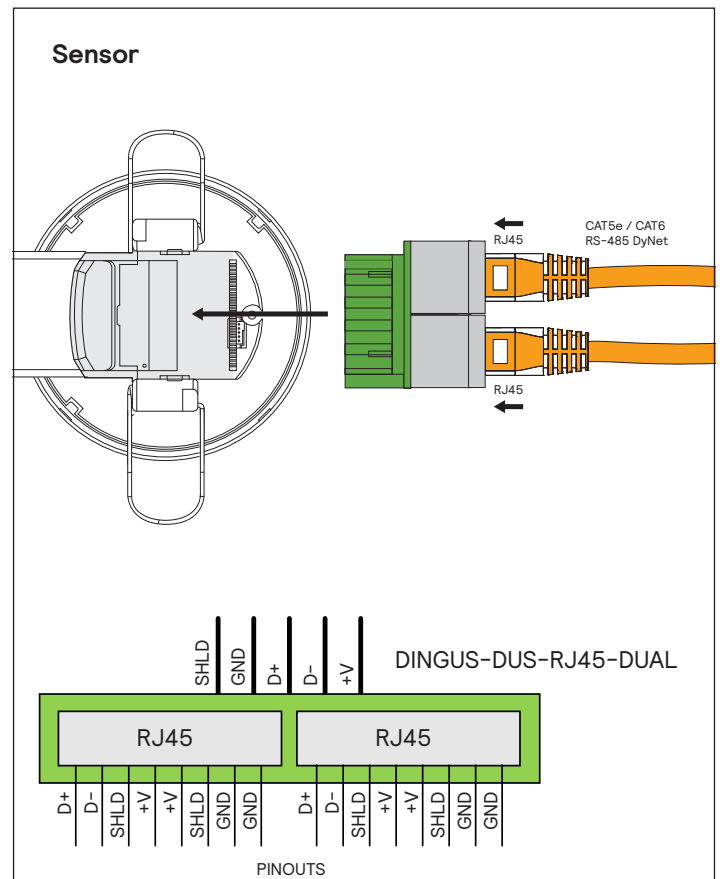 Sensor
RJ45
CAT5e / CAT6
RS-485 DyNet
RJ45
SHLD
GND
D+
D-
+V
DINGUS-DUS-RJ45-DUAL
RJ45
RJ45
D+
D-
SHLD
+V
+V
SHLD
GND
GND
D+
D-
SHLD
+V
+V
SHLD
GND
GND
PINOUTS